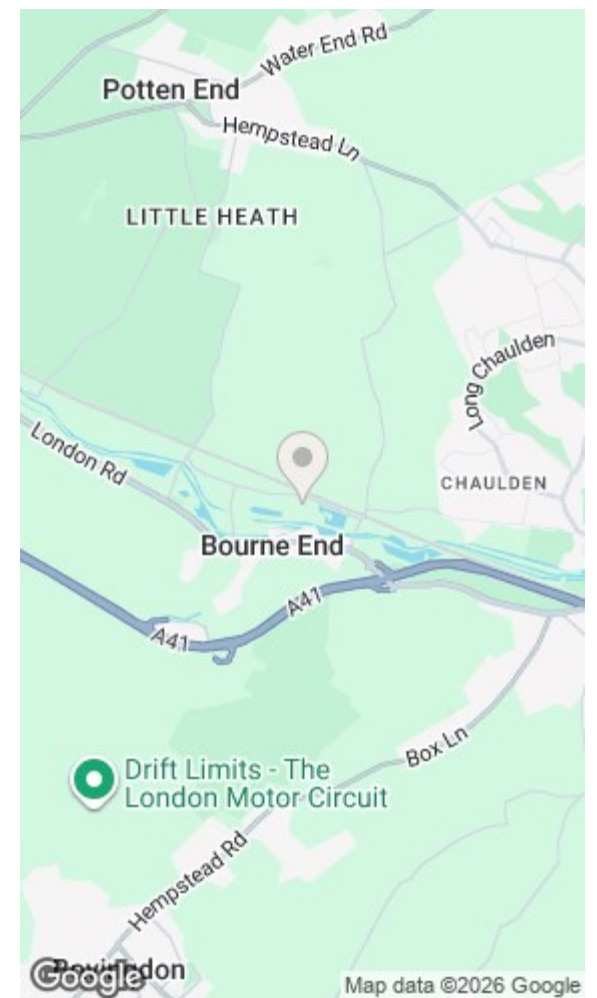 Water End Rd
Potten End
Hempstead Ln
LITTLE HEATH
Long Chaulden
London Rd
CHAULDEN
Bourne End
A41
A41
Box Ln
Drift Limits - The
London Motor Circuit
Hempstead Rd
Google
Map data ©2026 Google